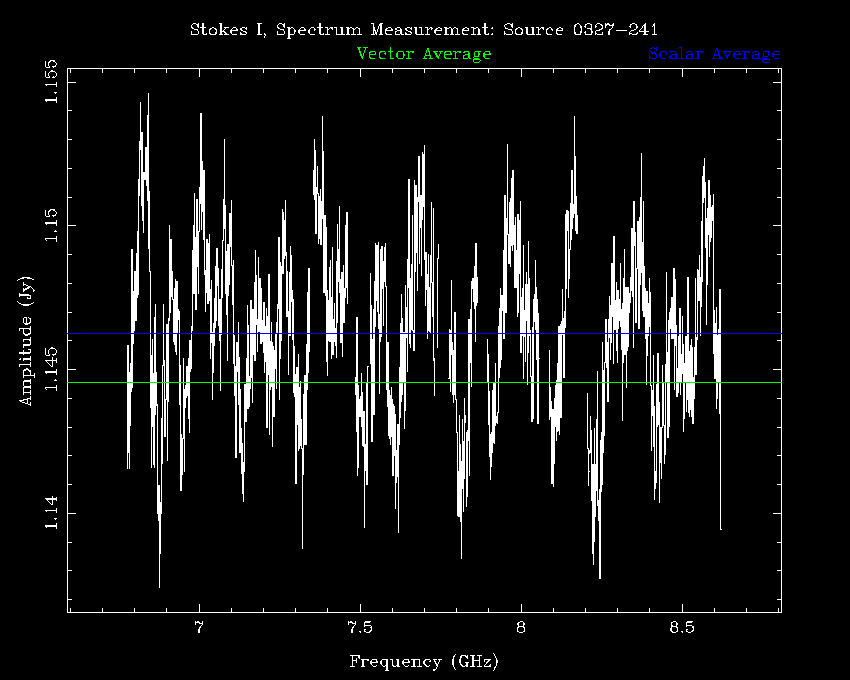 Stokes I, Spectrum Measurement: Source 0327-241
Vector Average
Scalar Average
1.155
1.15
1.145
1.14
Amplitude (Jy)
7
7.5
8
8.5
Frequency (GHz)